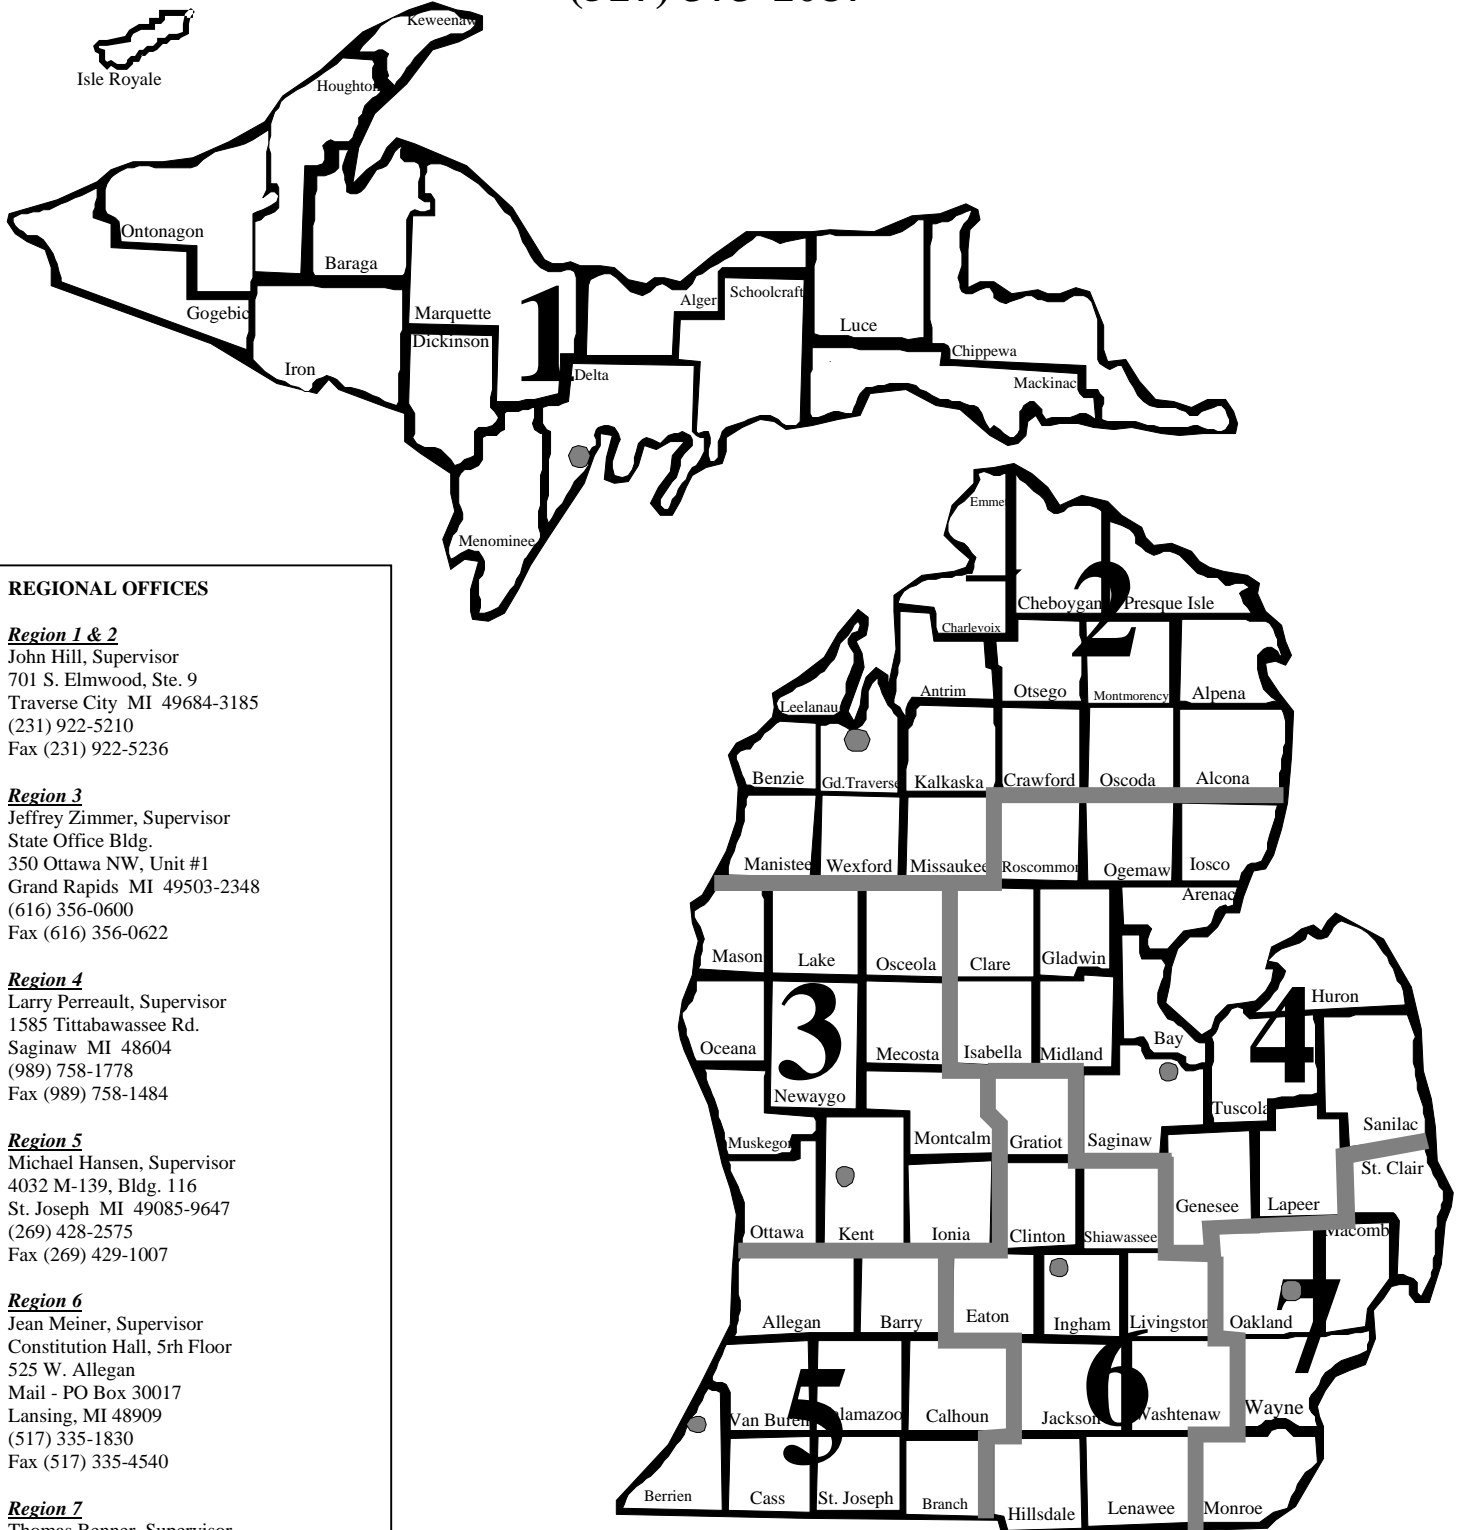 Keweenaw
Isle Royale
Houghton
Ontonagon
Baraga
Gogebic
Marquette
1
Alger
Schoolcraft
Luce
Dickinson
Iron
Delta
Chippewa
Mackinac
Menominee
Emmet
Cheboygan
2
Presque Isle
Charlevoix
Antrim
Otsego
Montmorency
Alpena
Leelanau
Benzie
Gd.Traverse
Kalkaska
Crawford
Oscoda
Alcona
Manistee
Wexford
Missaukee
Roscommon
Ogemaw
Iosco
Arenac
Mason
Lake
Osceola
Clare
Gladwin
3
4
Huron
Oceana
Mecosta
Isabella
Midland
Bay
Newaygo
Tuscola
Sanilac
Muskegon
Montcalm
Gratiot
Saginaw
St. Clair
Genesee
Lapeer
Ottawa
Kent
Ionia
Clinton
Shiawassee
Macomb
Allegan
Barry
Eaton
Ingham
Livingston
Oakland
7
5
6
Van Buren
Kalamazoo
Calhoun
Jackson
Washtenaw
Wayne
Berrien
Cass
St. Joseph
Branch
Hillsdale
Lenawee
Monroe
REGIONAL OFFICES
Region 1 & 2
John Hill, Supervisor
701 S. Elmwood, Ste. 9
Traverse City MI 49684-3185
(231) 922-5210
Fax (231) 922-5236
Region 3
Jeffrey Zimmer, Supervisor
State Office Bldg.
350 Ottawa NW, Unit #1
Grand Rapids MI 49503-2348
(616) 356-0600
Fax (616) 356-0622
Region 4
Larry Perreault, Supervisor
1585 Tittabawassee Rd.
Saginaw MI 48604
(989) 758-1778
Fax (989) 758-1484
Region 5
Michael Hansen, Supervisor
4032 M-139, Bldg. 116
St. Joseph MI 49085-9647
(269) 428-2575
Fax (269) 429-1007
Region 6
Jean Meiner, Supervisor
Constitution Hall, 5rh Floor
525 W. Allegan
Mail - PO Box 30017
Lansing, MI 48909
(517) 335-1830
Fax (517) 335-4540
Region 7